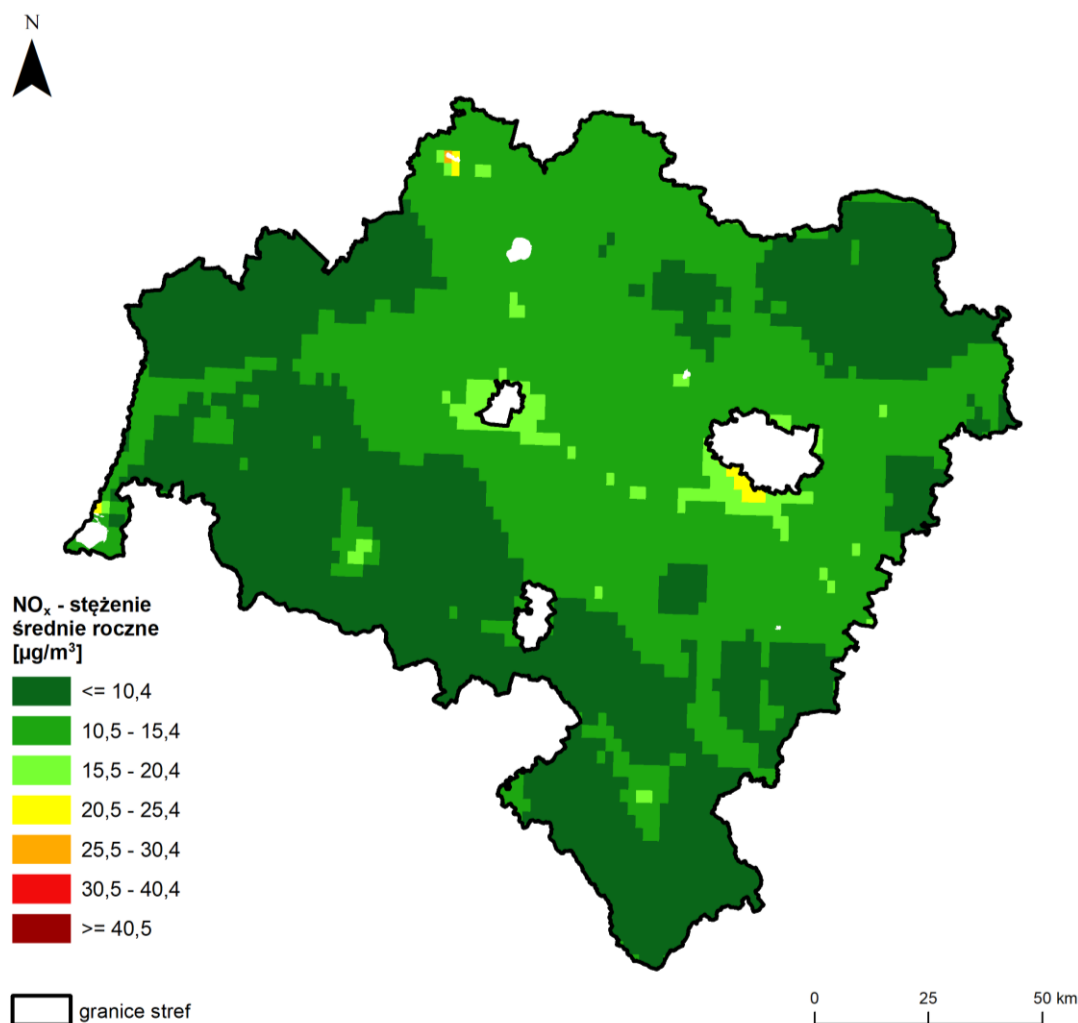 N
NOₓ - stężenie
średnie roczne
[µg/m³]
<= 10,4
10,5 - 15,4
15,5 - 20,4
20,5 - 25,4
25,5 - 30,4
30,5 - 40,4
>= 40,5
granice stref
0 25 50 km